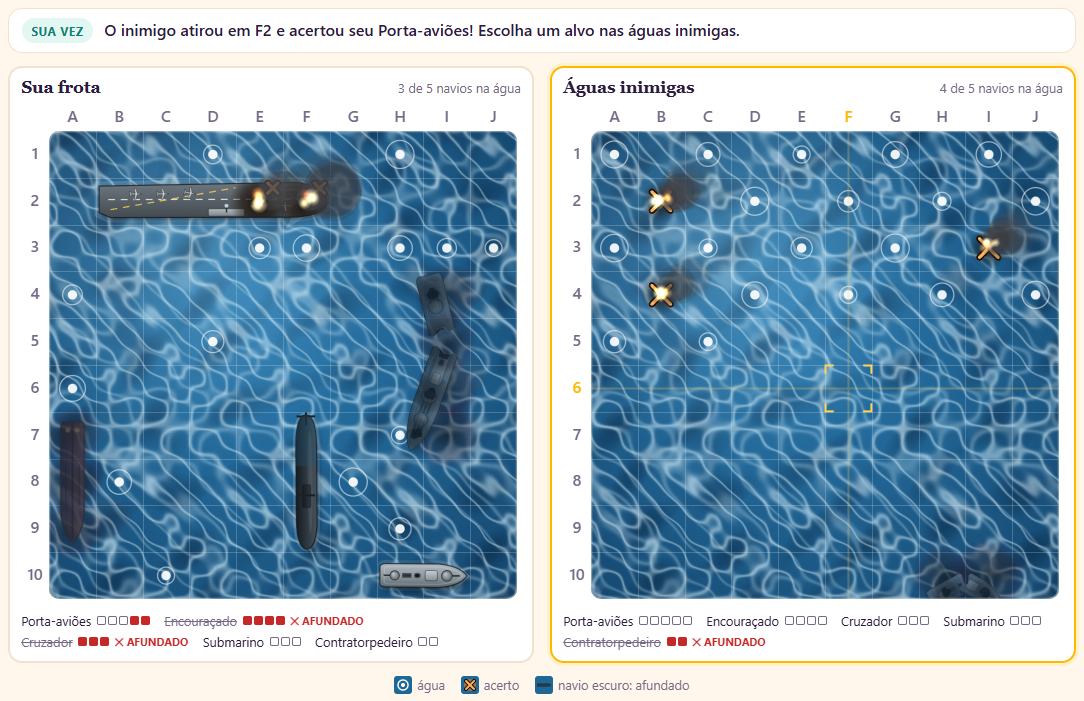 SUA VEZ O inimigo atirou em F2 e acertou seu Porta-aviões! Escolha um alvo nas águas inimigas.
Sua frota 3 de 5 navios na água
A B C D E F G H I J
1
2
3
4
5
6
7
8
9
10
Porta-aviões Encouraçado AFUNDADO
Cruzador AFUNDADO Submarino Contratorpedeiro
Águas inimigas 4 de 5 navios na água
A B C D E F G H I J
1
2
3
4
5
6
7
8
9
10
Porta-aviões Encouraçado Cruzador Submarino
Contratorpedeiro AFUNDADO
água acerto navio escuro: afundado